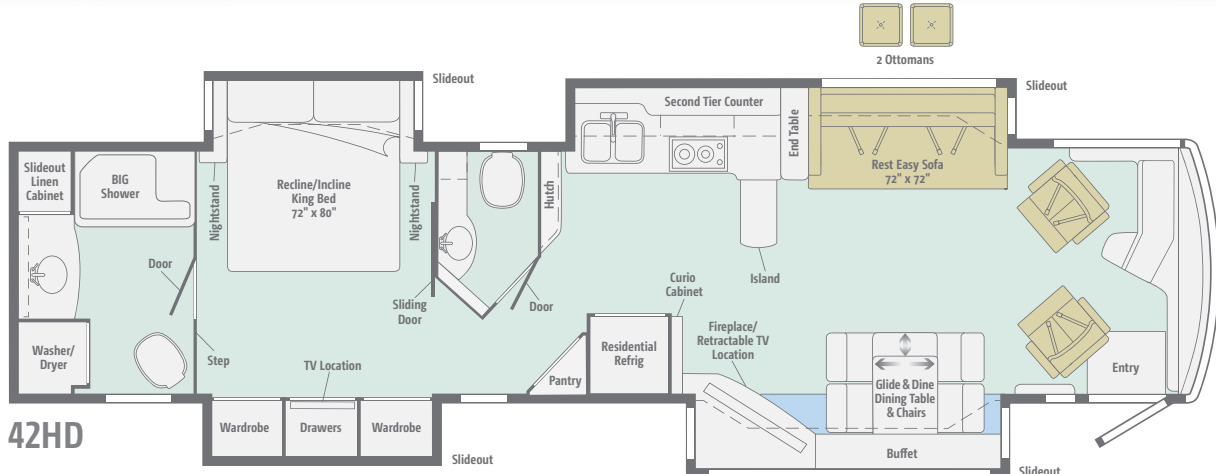 2 Ottomans
Slideout
Slideout
Second Tier Counter
End Table
Rest Easy Sofa
72" x 72"
Slideout
Linen
Cabinet
BIG
Shower
Nightstand
Recline/Incline
King Bed
72" x 80"
Nightstand
Hutch
Door
Sliding
Door
Door
Curio
Cabinet
Island
Washer/
Dryer
Step
TV Location
Pantry
Residential
Refrig
Fireplace/
Retractable TV
Location
Glide & Dine
Dining Table
& Chairs
Entry
42HD
Wardrobe
Drawers
Wardrobe
Slideout
Buffet
Slideout